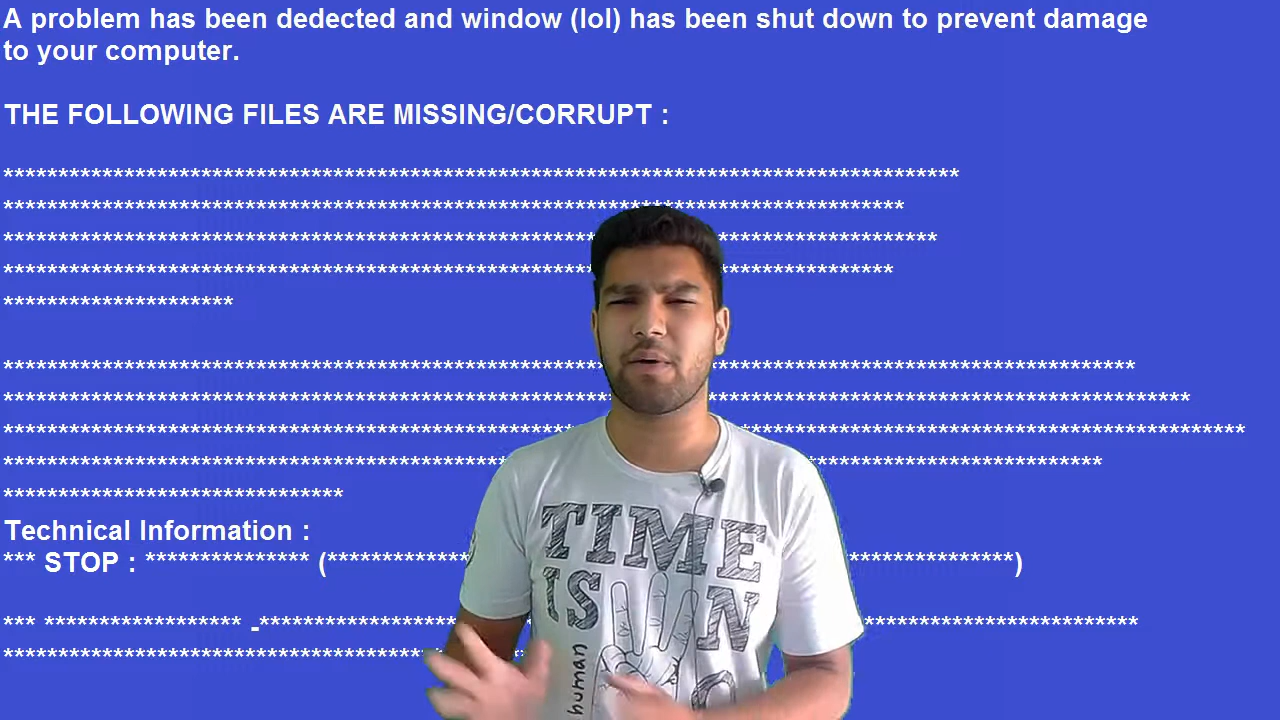 A problem has been dedected and window (lol) has been shut down to prevent damage
to your computer.
THE FOLLOWING FILES ARE MISSING/CORRUPT :
Technical Information :
*** STOP : *************** (
TIME
IS
N
human